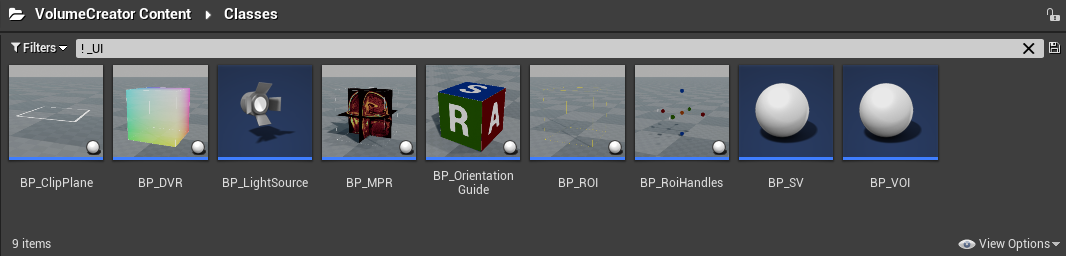 VolumeCreator Content ▸ Classes
Filters ! _UI
S
R
A
BP_ClipPlane BP_DVR BP_LightSource BP_MPR BP_Orientation BP_ROI BP_RoiHandles BP_SV BP_VOI
Guide
9 items View Options